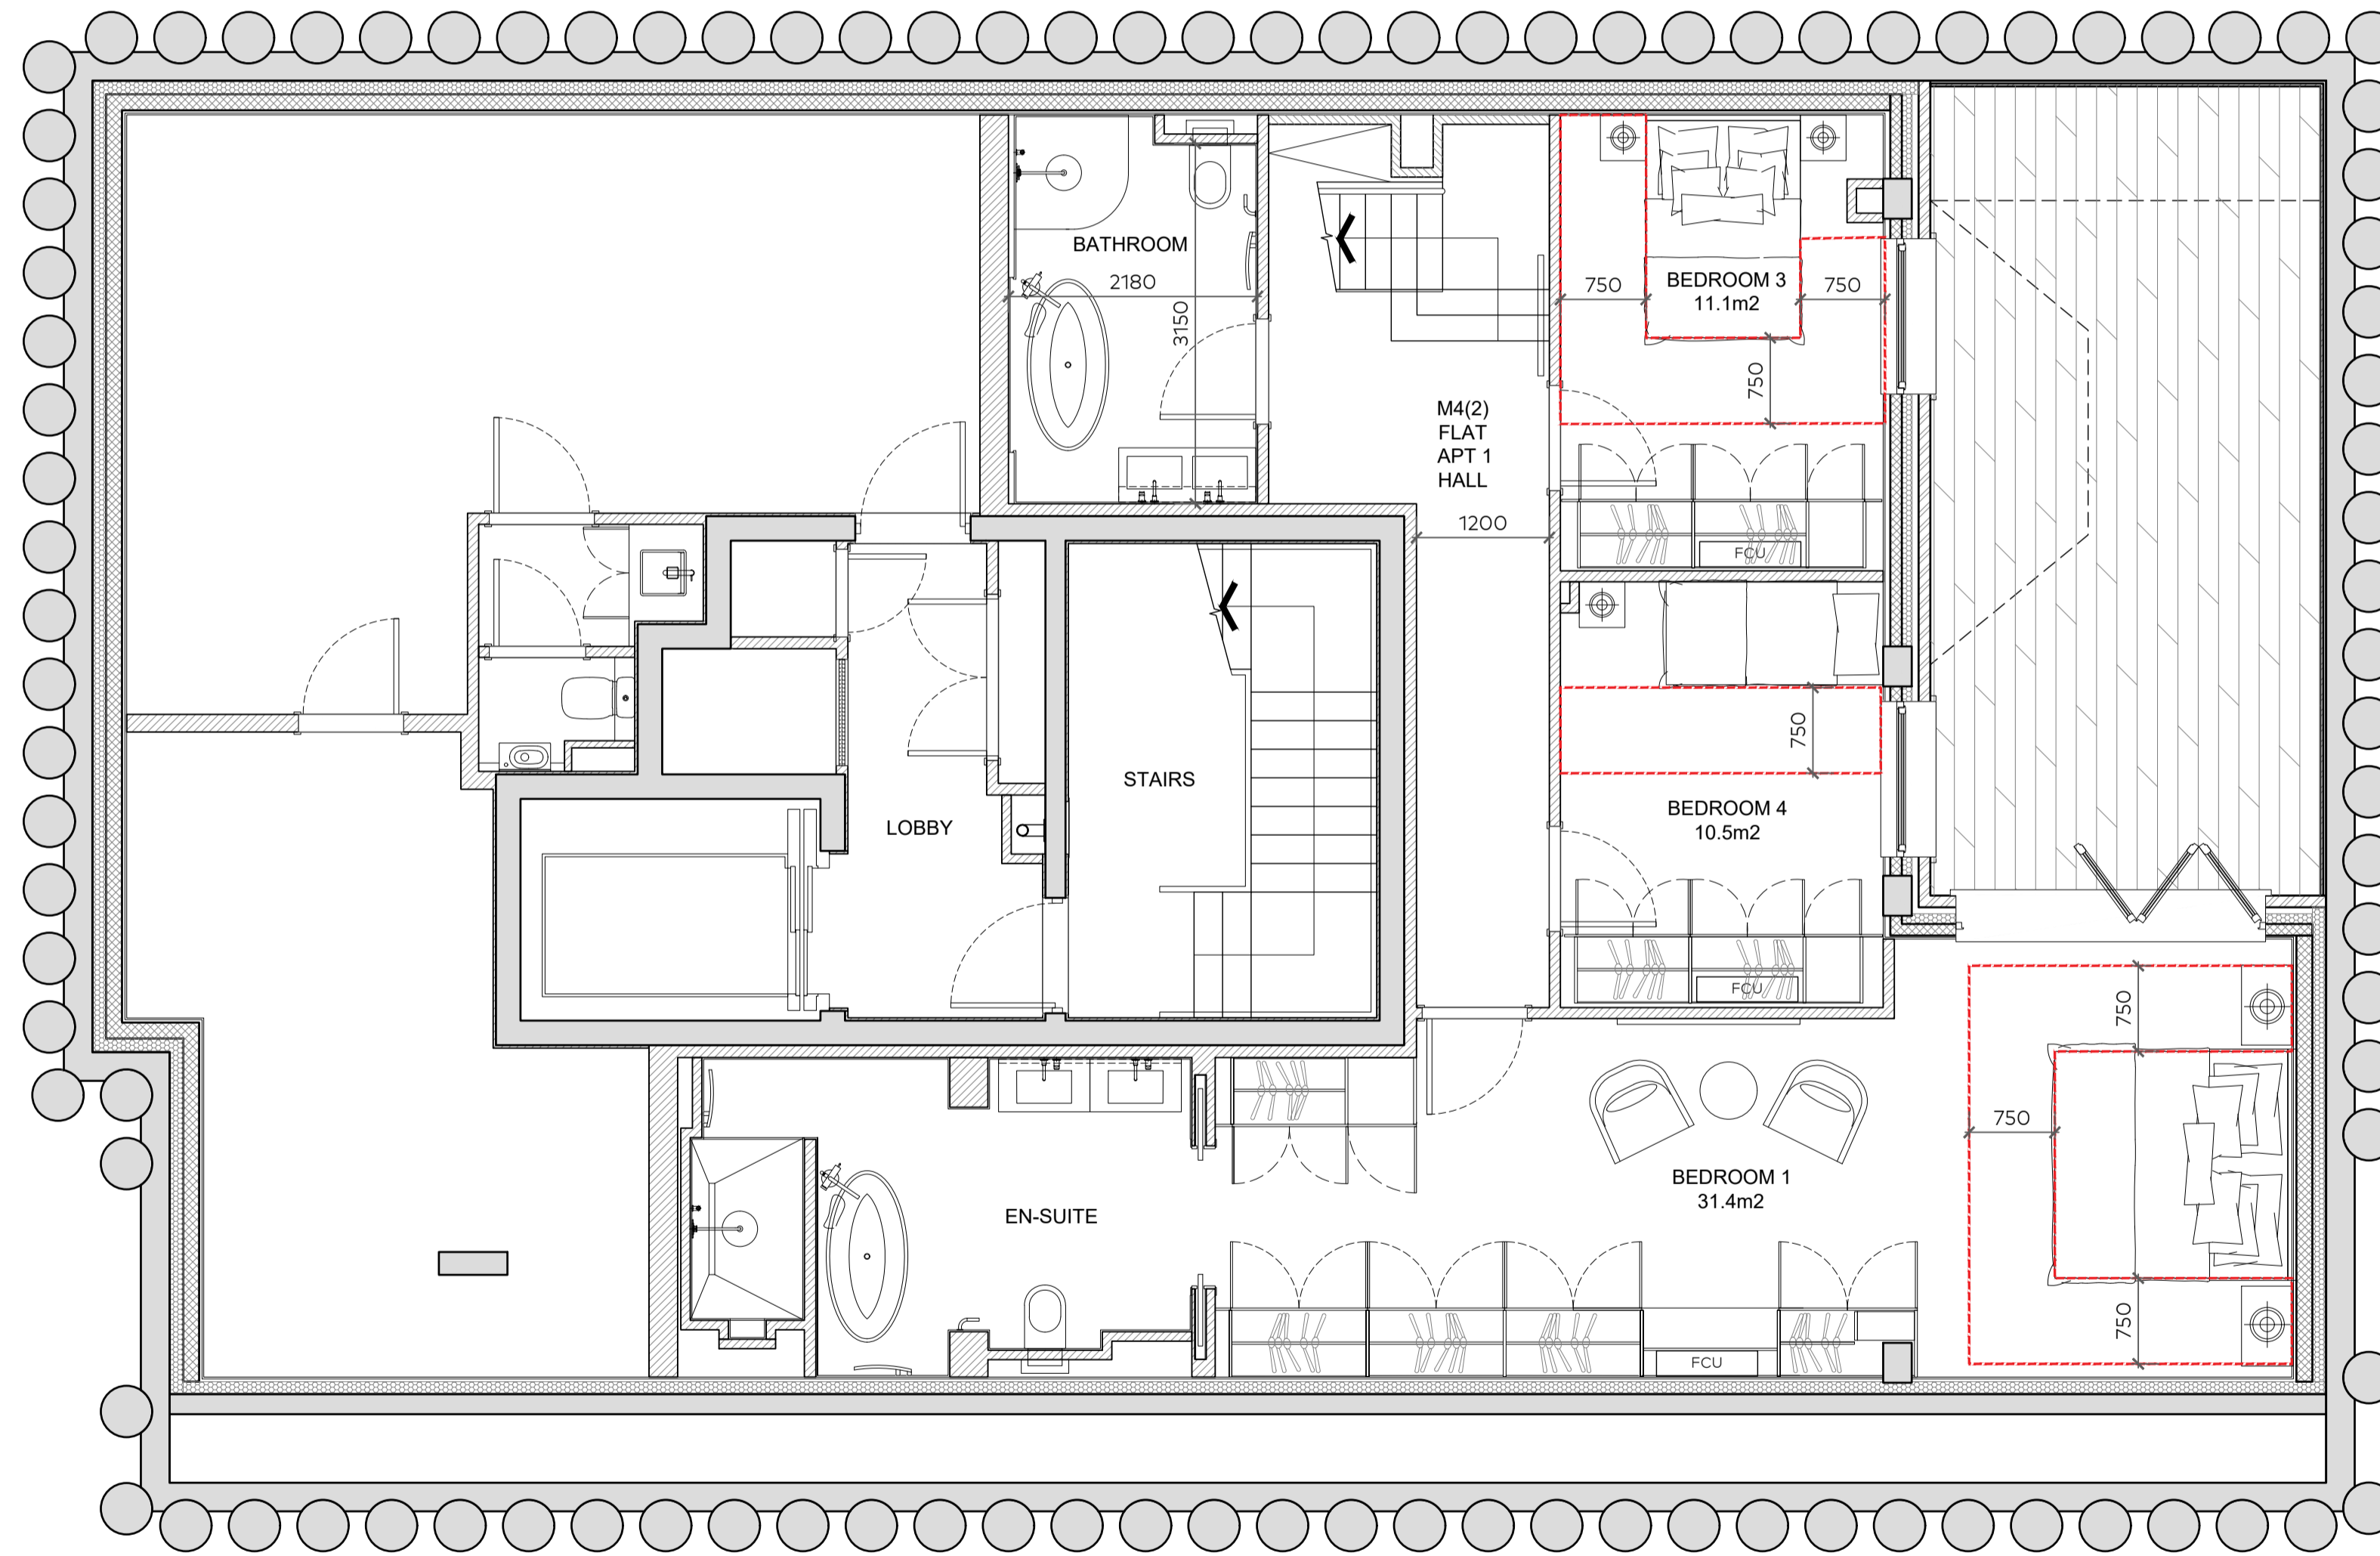 BATHROOM
2180
3150
M4(2)
FLAT
APT 1
HALL
1200
BEDROOM 3
11.1m2
750
750
750
FCU
750
BEDROOM 4
10.5m2
FCU
STAIRS
LOBBY
EN-SUITE
BEDROOM 1
31.4m2
750
750
750
FCU